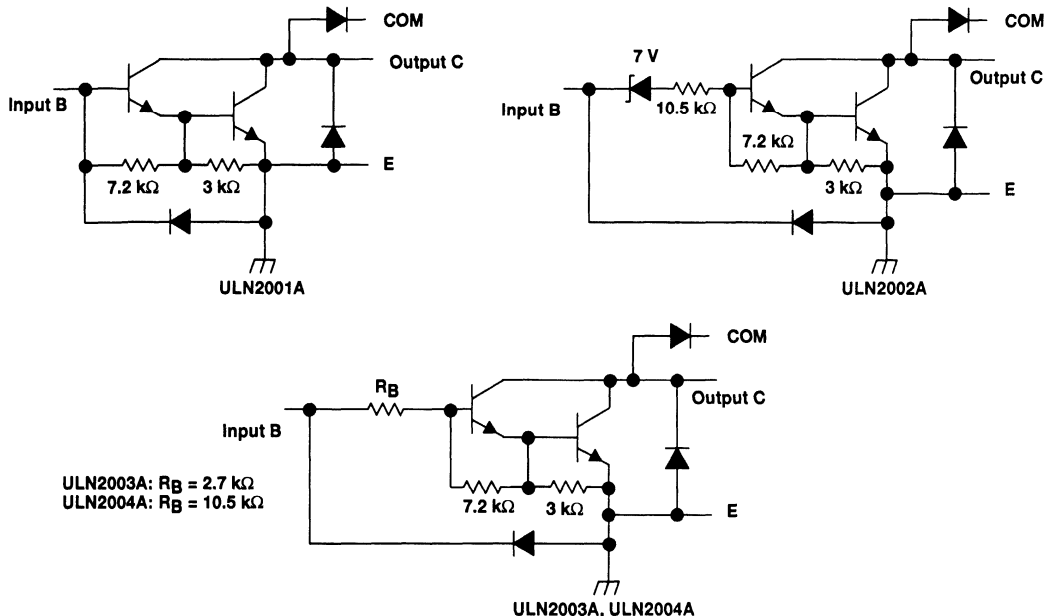 COM
Output C
Input B
7.2 kΩ
3 kΩ
E
ULN2001A
COM
7 V
Output C
Input B
10.5 kΩ
7.2 kΩ
3 kΩ
E
ULN2002A
COM
RB
Output C
Input B
ULN2003A: RB = 2.7 kΩ
ULN2004A: RB = 10.5 kΩ
7.2 kΩ
3 kΩ
E
ULN2003A, ULN2004A